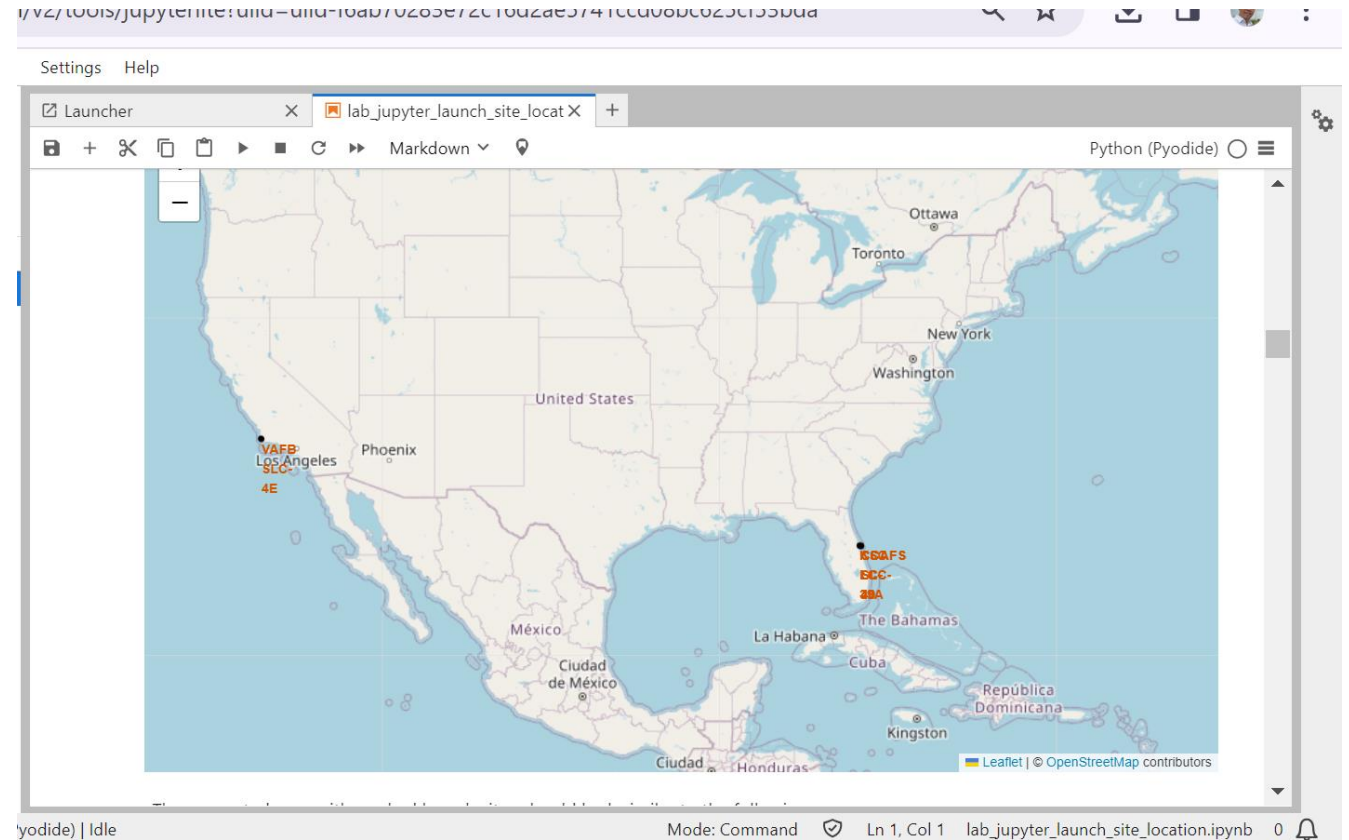 Settings Help
Launcher
lab_jupyter_launch_site_locat
Markdown
Python (Pyodide)
Ottawa
Toronto
New York
Washington
United States
Phoenix
VAFB
Los Angeles
SLC-
4E
The Bahamas
La Habana
México
Cuba
Ciudad
de México
República
Dominicana
Kingston
Leaflet | © OpenStreetMap contributors
Ciudad
Honduras
yodide) | Idle
Mode: Command
Ln 1, Col 1
lab_jupyter_launch_site_location.ipynb
0